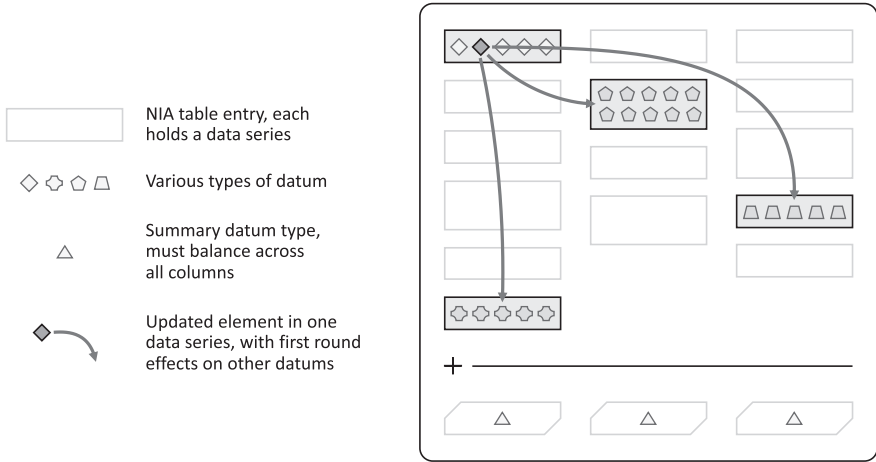 NIA table entry, each
holds a data series
Various types of datum
Summary datum type,
must balance across
all columns
Updated element in one
data series, with first round
effects on other datums
+